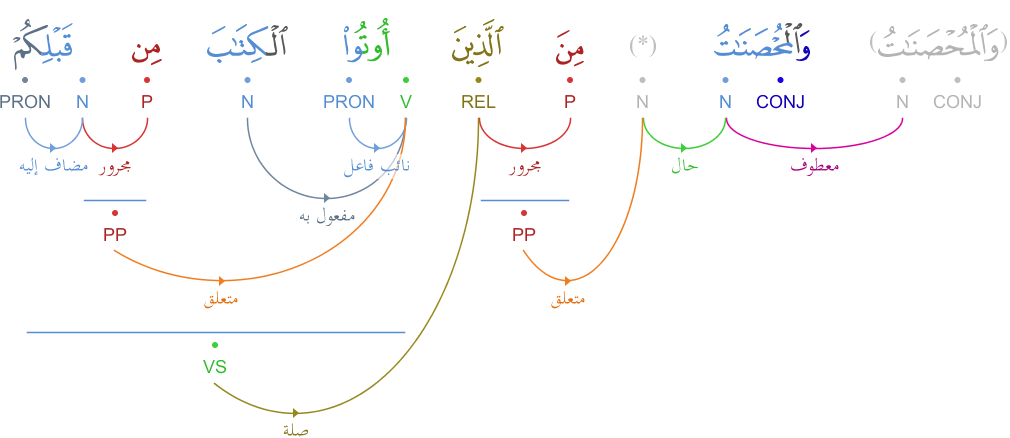 (وَٱلْمُحْصَنَـٰتُ) وَٱلْمُحْصَنَـٰتُ (*) مِنَ ٱلَّذِينَ أُوتُوا۟ ٱلْكِتَـٰبَ مِن قَبْلِكُمْ
PRON N P N PRON V REL P N N CONJ N CONJ
مضاف إليه مجرور نائب فاعل مجرور حال معطوف
مفعول به
PP PP
متعلق متعلق
VS
صلة